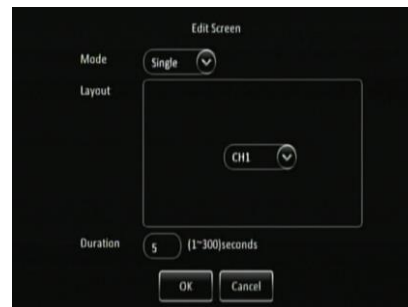 Edit Screen
Mode Single
Layout
CH1
Duration 5 (1~300)seconds
OK Cancel